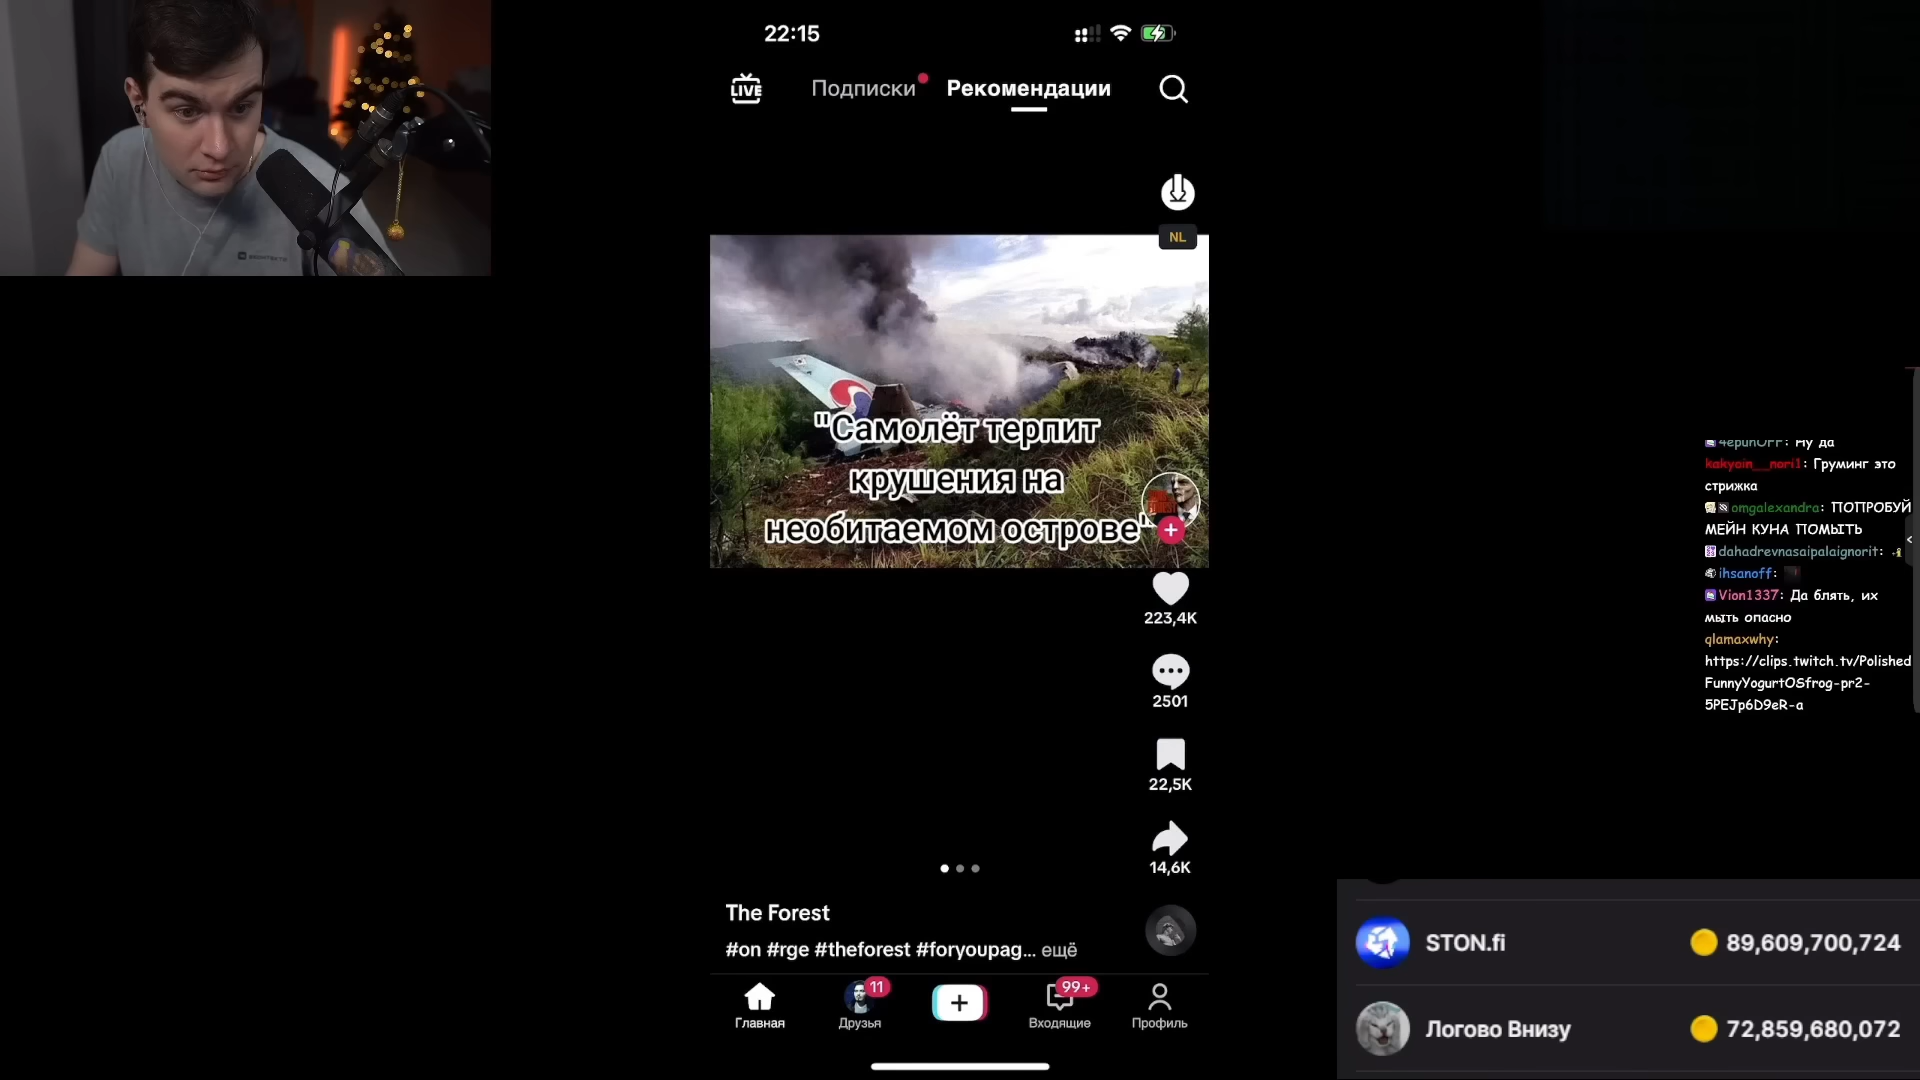 22:15
LIVE
Подписки
Рекомендации
NL
"Самолёт терпит
крушения на
необитаемом острове"
223,4K
2501
22,5K
14,6K
The Forest
#on #rge #theforest #foryoupag... ещё
11
99+
Главная
Друзья
Входящие
Профиль
4epunOFF: Ну да
kakyoin__nori1: Груминг это
стрижка
omgalexandra: ПОПРОБУЙ
МЕЙН КУНА ПОМЫТЬ
dahadrevnasaipalaignorit:
ihsanoff:
Vion1337: Да блять, их
мыть опасно
qlamaxwhy:
https://clips.twitch.tv/Polished
FunnyYogurtOSfrog-pr2-
5PEJp6D9eR-a
STON.fi
89,609,700,724
Логово Внизу
72,859,680,072